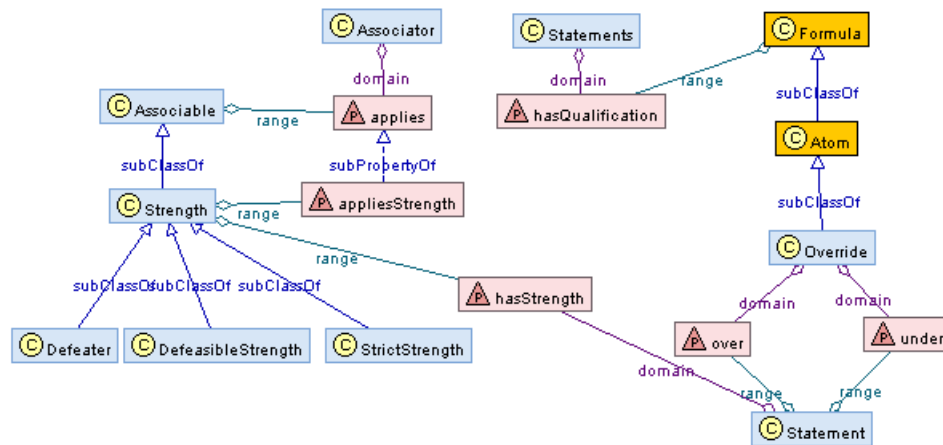 C Associator
C Statements
C Formula
domain
domain
range
subClassOf
C Associable
range
P applies
P hasQualification
C Atom
subClassOf
subPropertyOf
subClassOf
C Strength
range
P appliesStrength
C Override
range
domain
domain
P hasStrength
subClassOf
subClassOf
subClassOf
C Defeater
C DefeasibleStrength
C StrictStrength
P over
P under
domain
range
range
C Statement